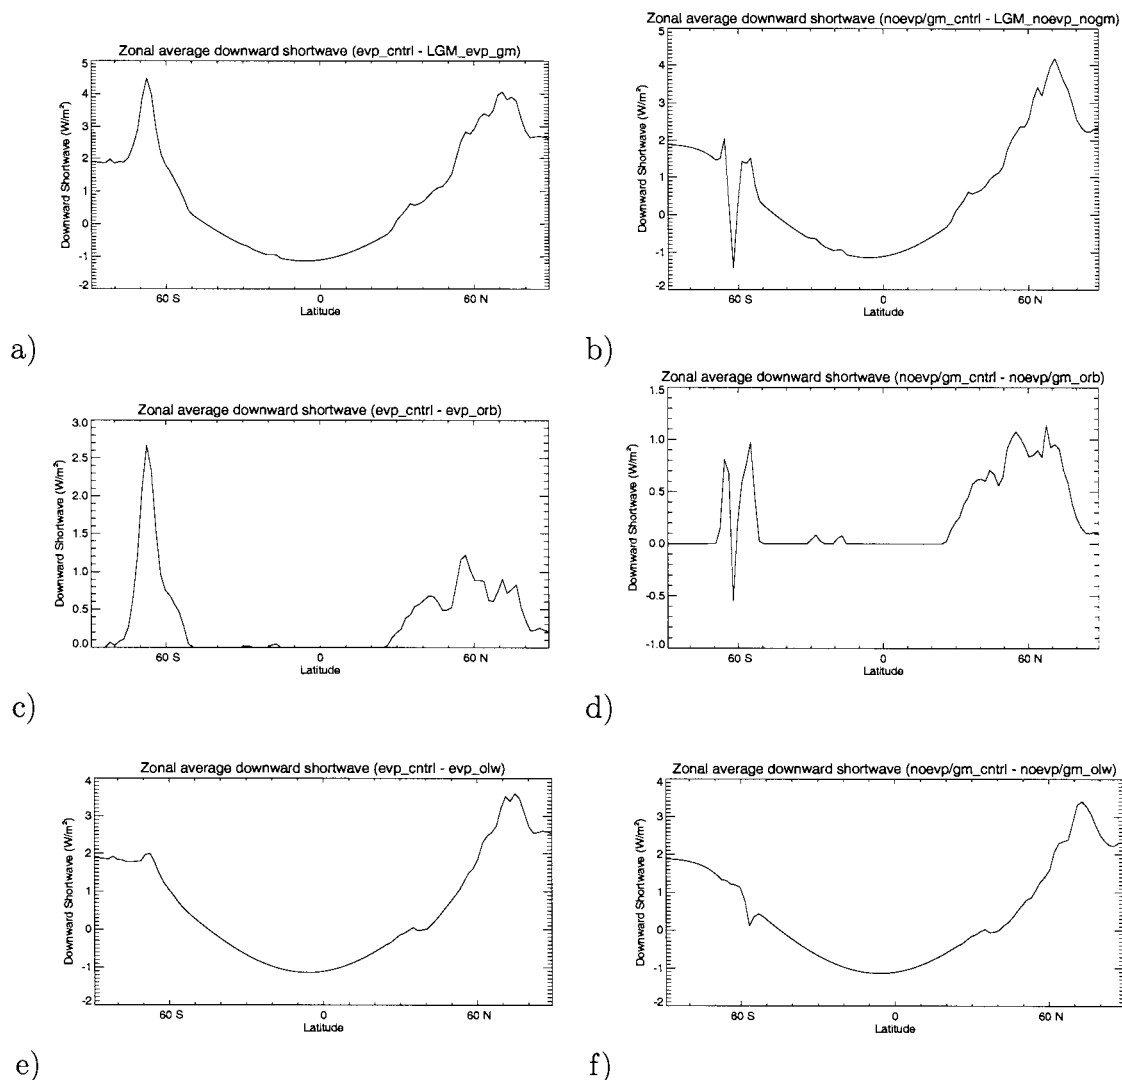 Zonal average downward shortwave (evp_cntrl - LGM_evp_gm)
Downward Shortwave (W/m²)
5
4
3
2
1
0
-1
-2
60 S
0
60 N
Latitude
a)
Zonal average downward shortwave (noevp/gm_cntrl - LGM_noevp_nogm)
Downward Shortwave (W/m²)
5
4
3
2
1
0
-1
-2
60 S
0
60 N
Latitude
b)
Zonal average downward shortwave (evp_cntrl - evp_orb)
Downward Shortwave (W/m²)
3.0
2.5
2.0
1.5
1.0
0.5
0.0
60 S
0
60 N
Latitude
c)
Zonal average downward shortwave (noevp/gm_cntrl - noevp/gm_orb)
Downward Shortwave (W/m²)
1.5
1.0
0.5
0.0
-0.5
-1.0
60 S
0
60 N
Latitude
d)
Zonal average downward shortwave (evp_cntrl - evp_olw)
Downward Shortwave (W/m²)
4
3
2
1
0
-1
-2
60 S
0
60 N
Latitude
e)
Zonal average downward shortwave (noevp/gm_cntrl - noevp/gm_olw)
Downward Shortwave (W/m²)
4
3
2
1
0
-1
-2
60 S
0
60 N
Latitude
f)